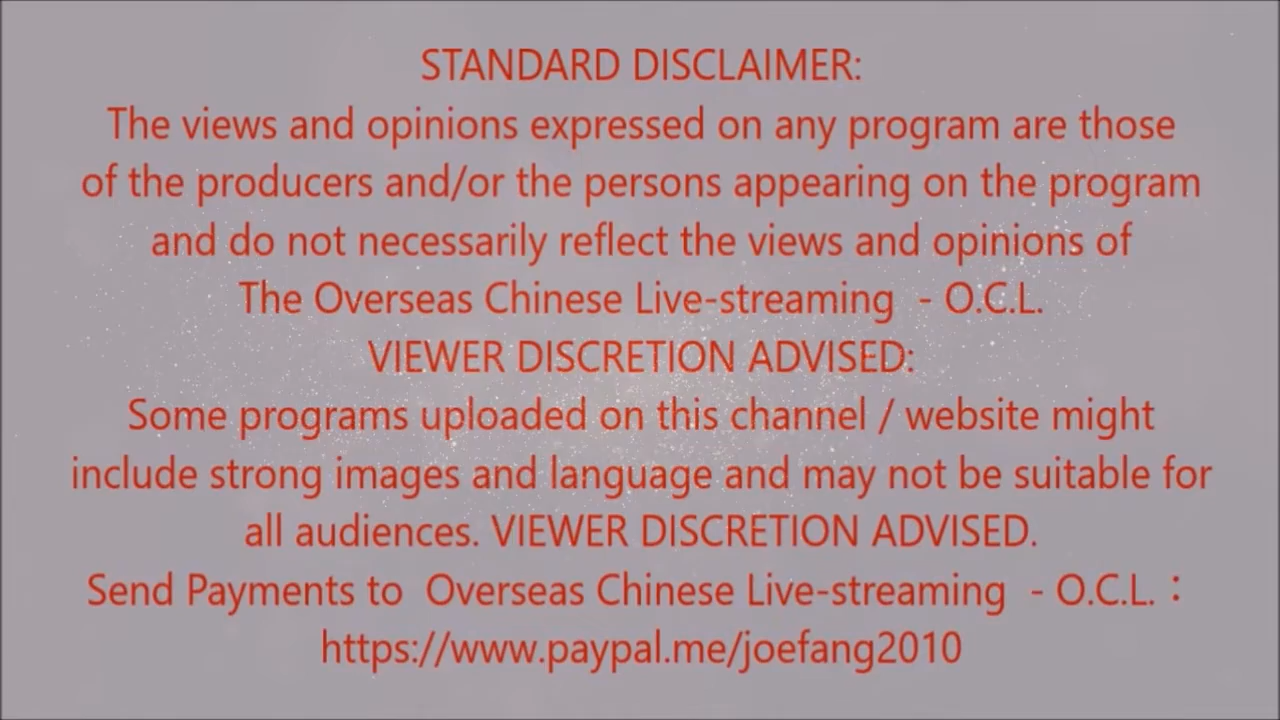 STANDARD DISCLAIMER:
The views and opinions expressed on any program are those
of the producers and/or the persons appearing on the program
and do not necessarily reflect the views and opinions of
The Overseas Chinese Live-streaming  - O.C.L.
VIEWER DISCRETION ADVISED:
Some programs uploaded on this channel / website might
include strong images and language and may not be suitable for
all audiences. VIEWER DISCRETION ADVISED.
Send Payments to  Overseas Chinese Live-streaming  - O.C.L.：
https://www.paypal.me/joefang2010